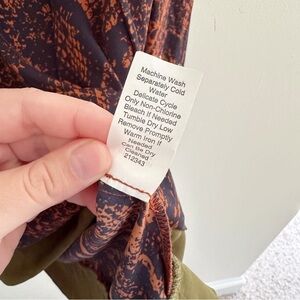 Machine Wash
Separately Cold
Water
Delicate Cycle
Only Non-Chlorine
Bleach If Needed
Tumble Dry Low
Remove Promptly
Warm Iron If
Needed
Can Be Dry
Cleaned
212343